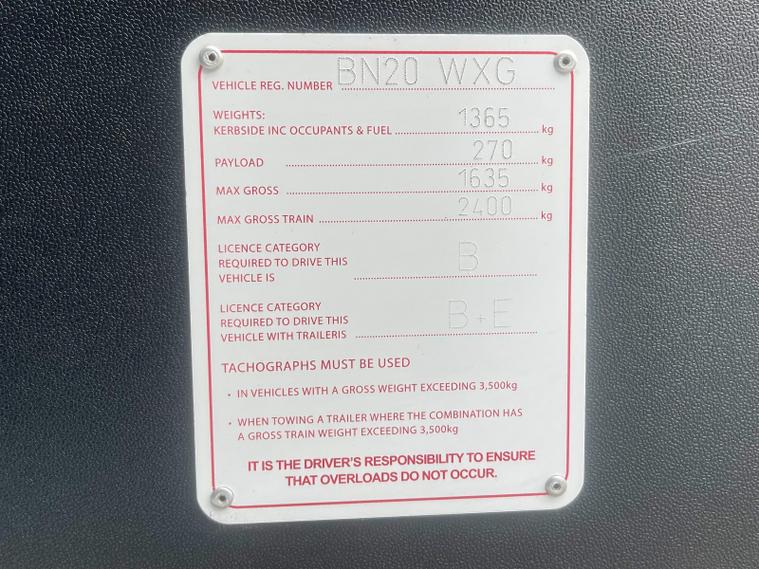 VEHICLE REG. NUMBER BN20 WXG
WEIGHTS:
KERBSIDE INC OCCUPANTS & FUEL 1365 kg
PAYLOAD 270 kg
MAX GROSS 1635 kg
MAX GROSS TRAIN 2400 kg
LICENCE CATEGORY
REQUIRED TO DRIVE THIS
VEHICLE IS B
LICENCE CATEGORY
REQUIRED TO DRIVE THIS
VEHICLE WITH TRAILERIS B+E
TACHOGRAPHS MUST BE USED
• IN VEHICLES WITH A GROSS WEIGHT EXCEEDING 3,500kg
• WHEN TOWING A TRAILER WHERE THE COMBINATION HAS
A GROSS TRAIN WEIGHT EXCEEDING 3,500kg
IT IS THE DRIVER'S RESPONSIBILITY TO ENSURE
THAT OVERLOADS DO NOT OCCUR.